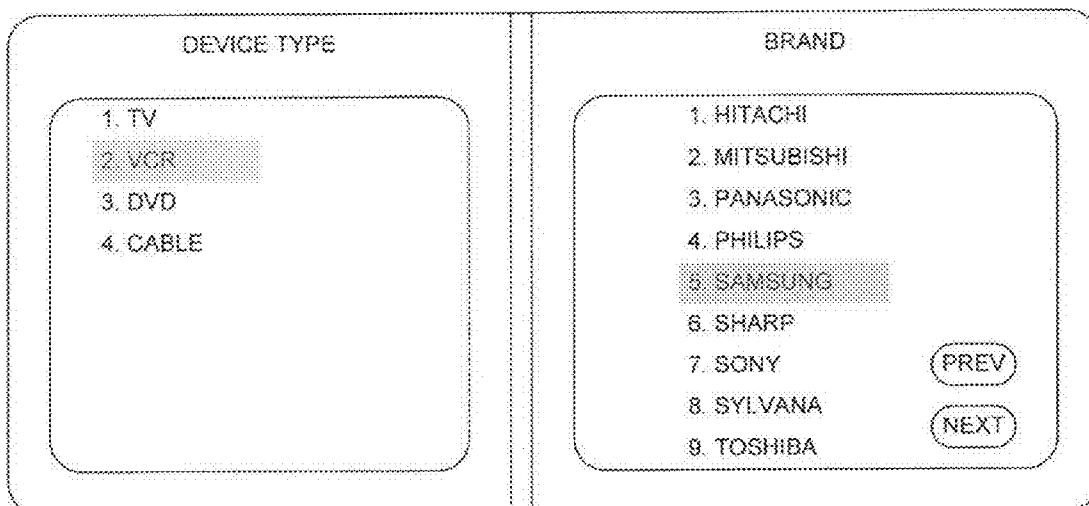 DEVICE TYPE
1. TV
2. VCR
3. DVD
4. CABLE
BRAND
1. HITACHI
2. MITSUBISHI
3. PANASONIC
4. PHILIPS
5. SAMSUNG
6. SHARP
7. SONY
8. SYLVANA
9. TOSHIBA
PREV
NEXT